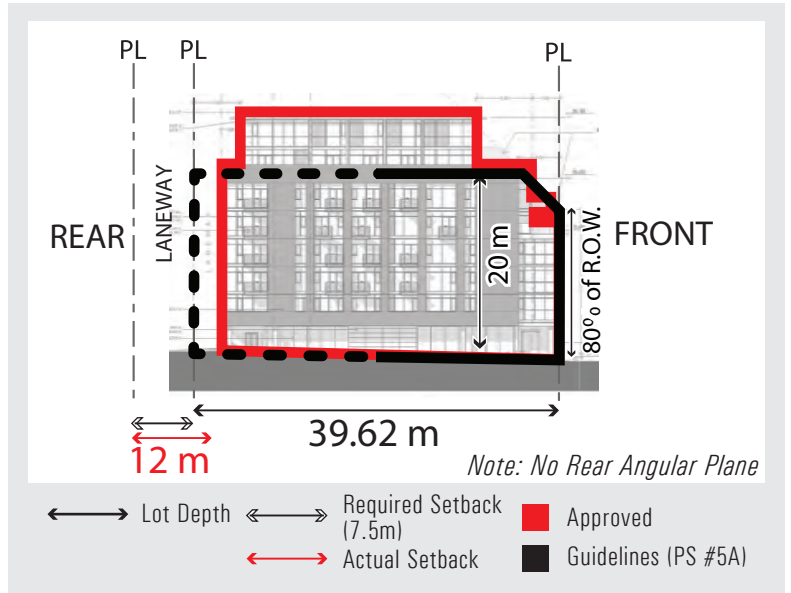 PL PL PL
LANEWAY
REAR
20 m
80% of R.O.W.
FRONT
39.62 m
12 m
Note: No Rear Angular Plane
Lot Depth
Required Setback
(7.5m)
Actual Setback
Approved
Guidelines (PS #5A)